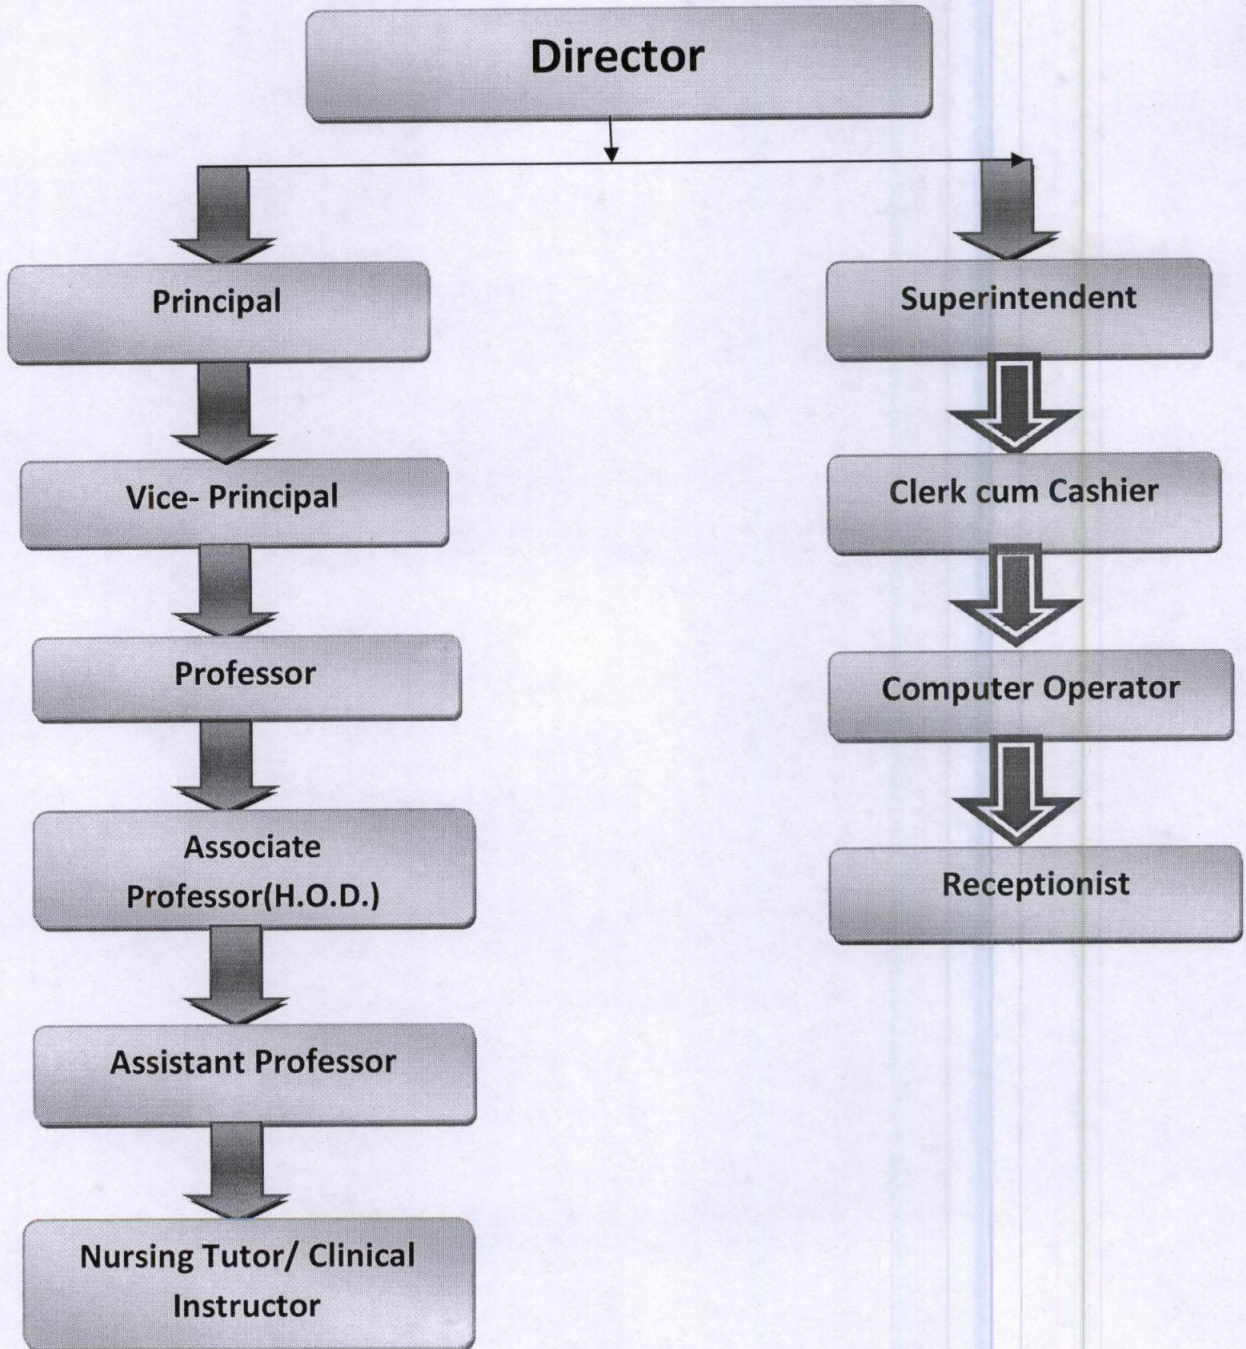 Director
Principal
Superintendent
Vice- Principal
Clerk cum Cashier
Professor
Computer Operator
Associate
Professor(H.O.D.)
Receptionist
Assistant Professor
Nursing Tutor/ Clinical
Instructor